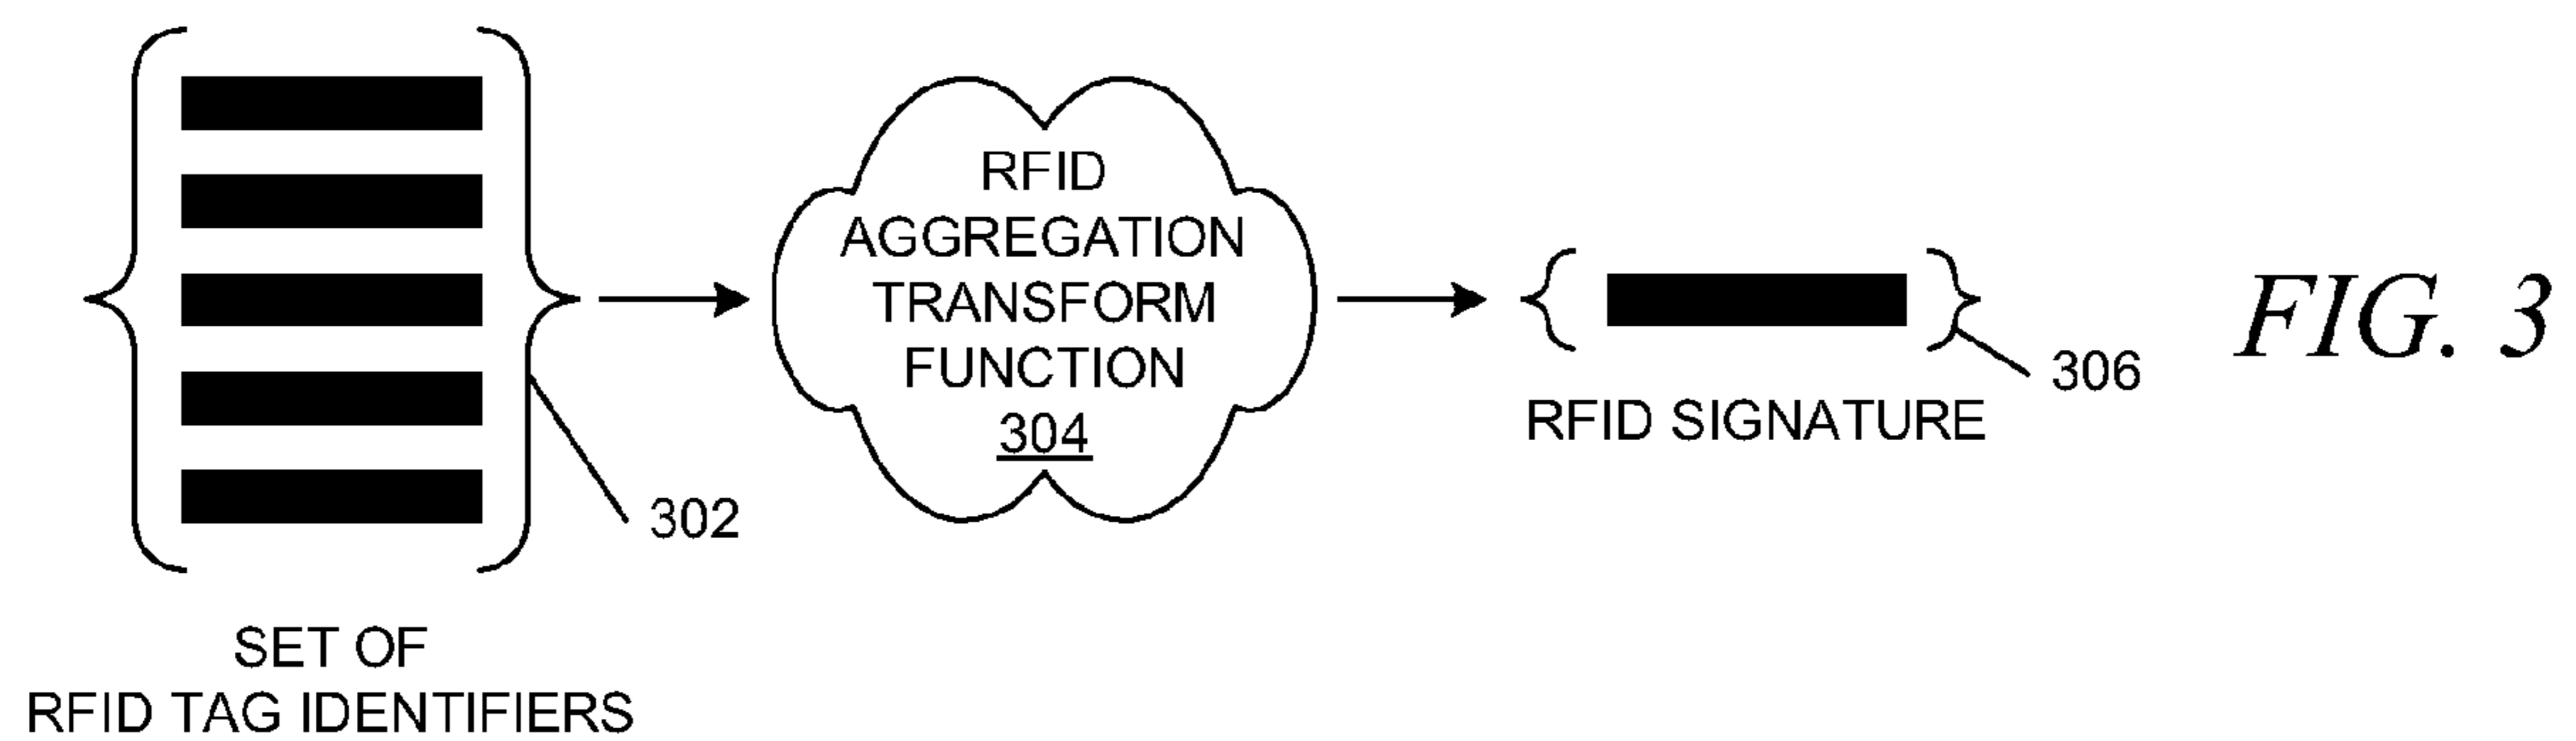 SET OF
RFID TAG IDENTIFIERS
302
RFID
AGGREGATION
TRANSFORM
FUNCTION
304
RFID SIGNATURE
306
FIG. 3